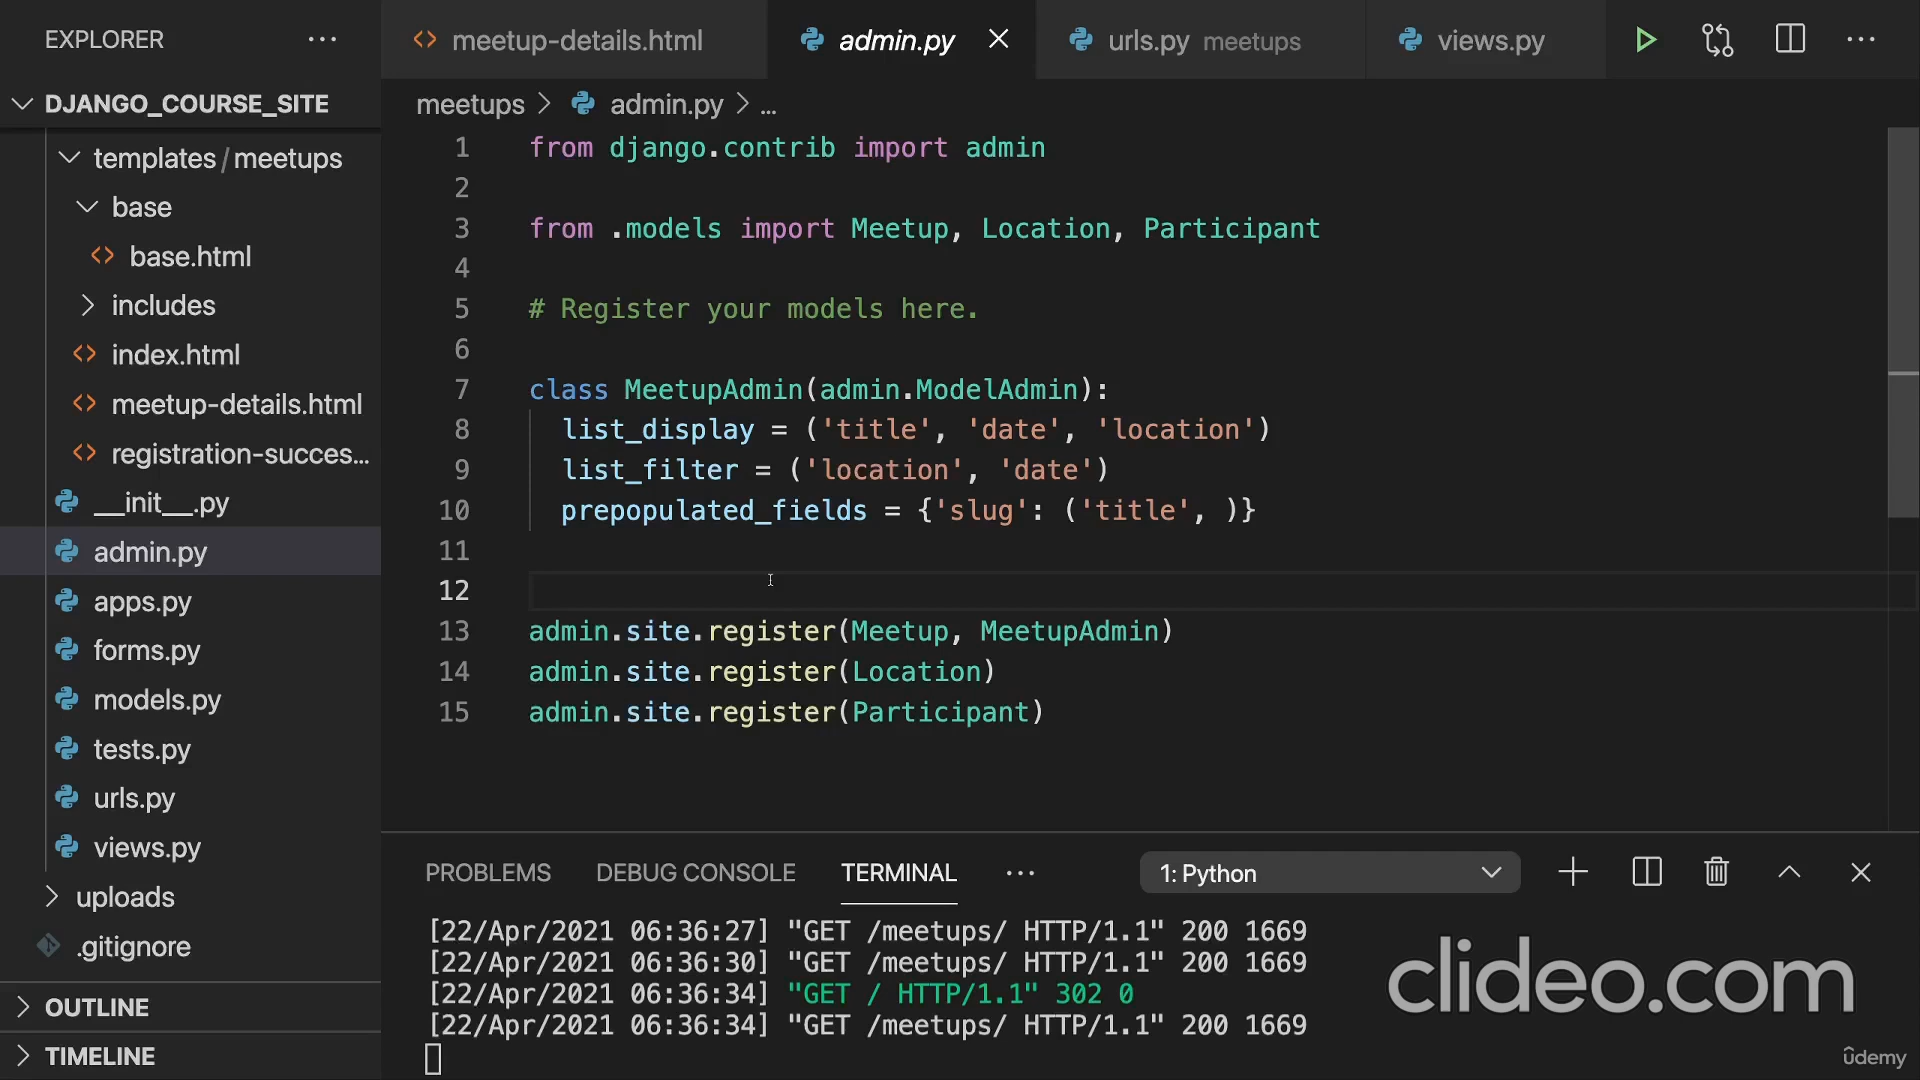 EXPLORER
DJANGO_COURSE_SITE
templates/meetups
base
base.html
includes
index.html
meetup-details.html
registration-succes...
__init__.py
admin.py
apps.py
forms.py
models.py
tests.py
urls.py
views.py
uploads
.gitignore
OUTLINE
TIMELINE
meetup-details.html admin.py urls.py meetups views.py
meetups > admin.py > ...
1 from django.contrib import admin
2
3 from .models import Meetup, Location, Participant
4
5 # Register your models here.
6
7 class MeetupAdmin(admin.ModelAdmin):
8 list_display = ('title', 'date', 'location')
9 list_filter = ('location', 'date')
10 prepopulated_fields = {'slug': ('title', )}
11
12
13 admin.site.register(Meetup, MeetupAdmin)
14 admin.site.register(Location)
15 admin.site.register(Participant)
PROBLEMS DEBUG CONSOLE TERMINAL ... 1: Python
[22/Apr/2021 06:36:27] "GET /meetups/ HTTP/1.1" 200 1669
[22/Apr/2021 06:36:30] "GET /meetups/ HTTP/1.1" 200 1669
[22/Apr/2021 06:36:34] "GET / HTTP/1.1" 302 0
[22/Apr/2021 06:36:34] "GET /meetups/ HTTP/1.1" 200 1669
clideo.com
ûdemy